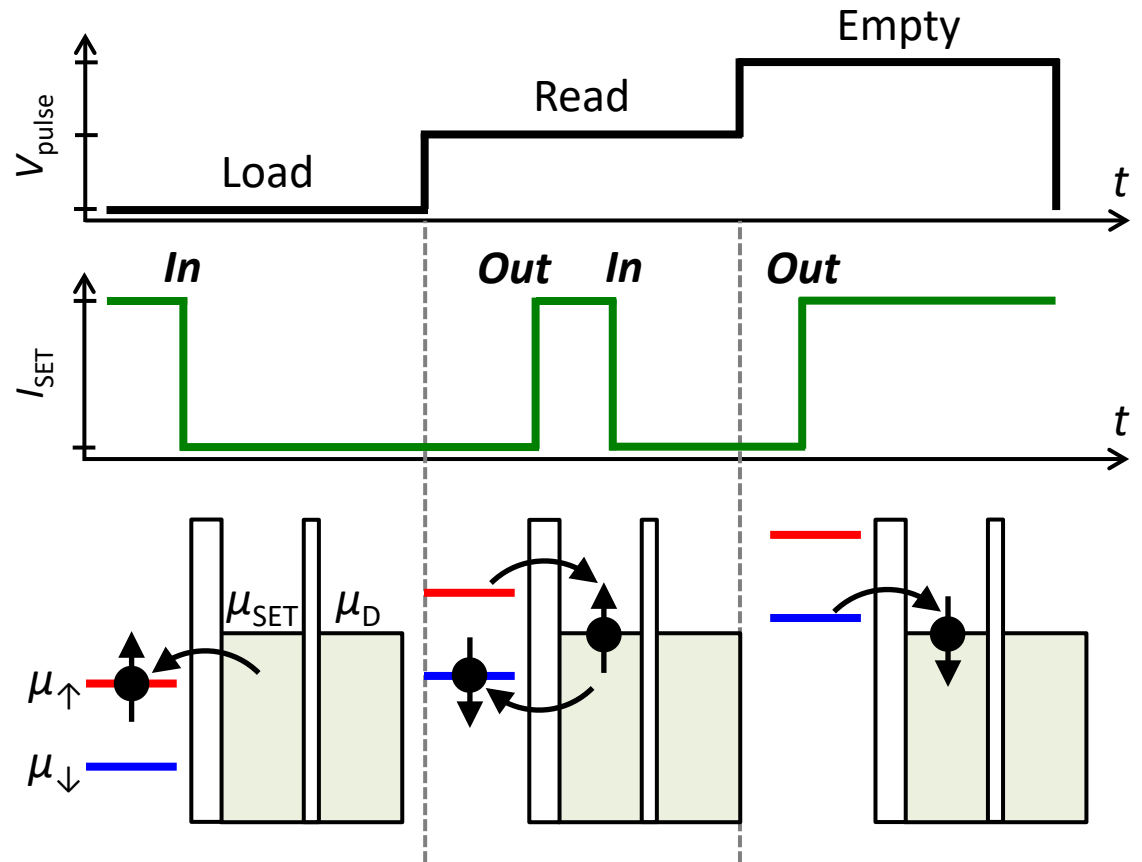 Empty
Read
Load
V_pulse
t
In Out In Out
I_SET
t
μ_SET μ_D
μ_↑
μ_↓